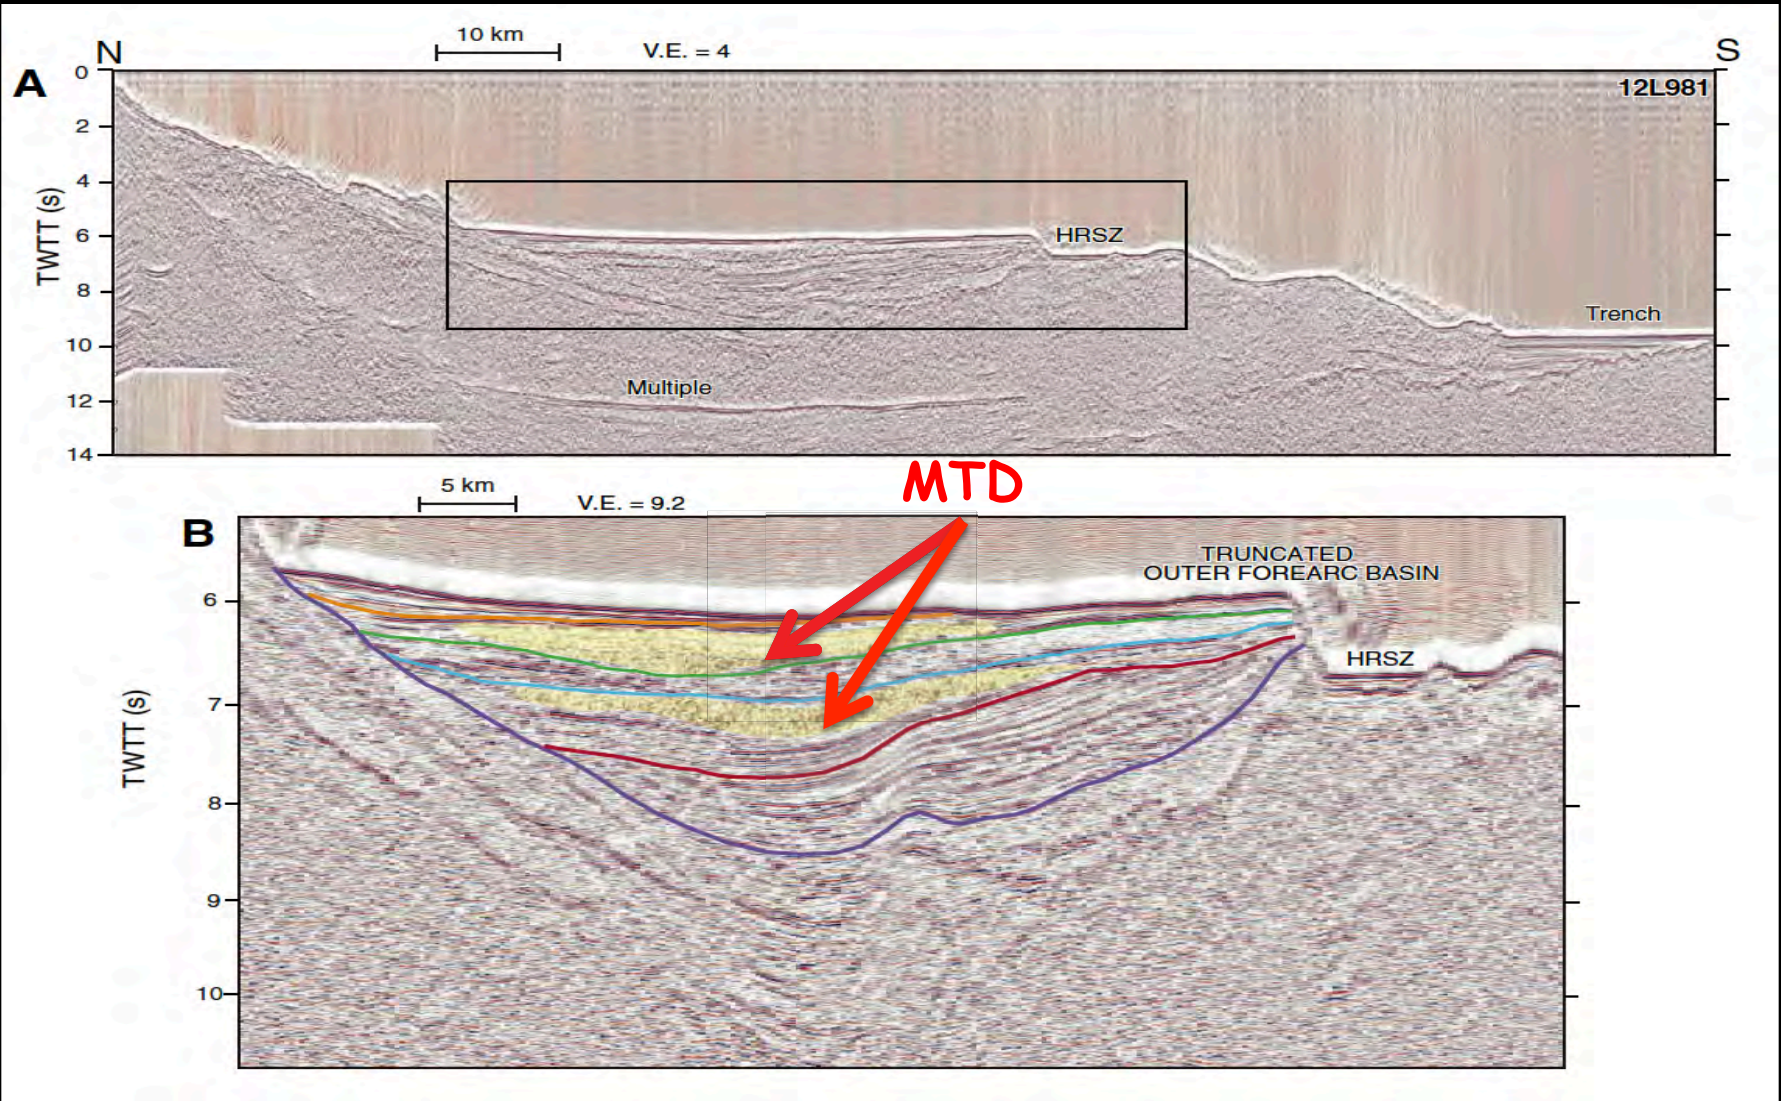 10 km
V.E. = 4
N
S
A
12L981
0
2
4
6
8
10
12
14
TWTT (s)
HRSZ
Trench
Multiple
MTD
5 km
V.E. = 9.2
B
TRUNCATED
OUTER FOREARC BASIN
HRSZ
6
7
8
9
10
TWTT (s)